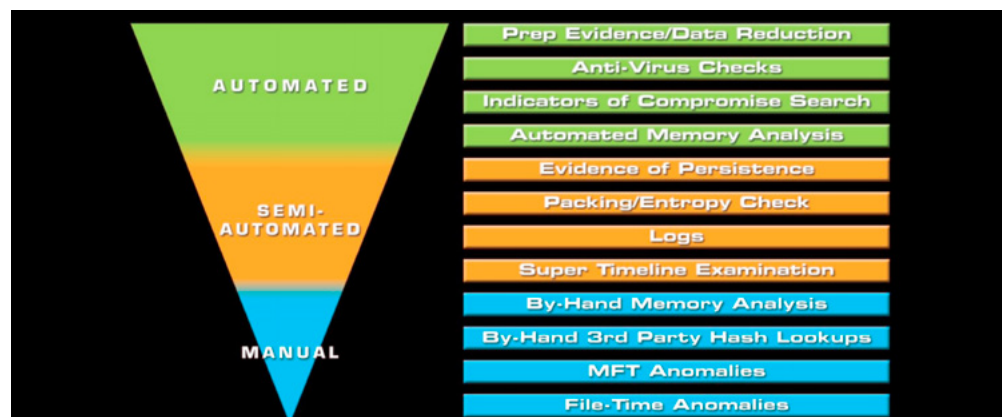 AUTOMATED
SEMI-
AUTOMATED
MANUAL
Prep Evidence/Data Reduction
Anti-Virus Checks
Indicators of Compromise Search
Automated Memory Analysis
Evidence of Persistence
Packing/Entropy Check
Logs
Super Timeline Examination
By-Hand Memory Analysis
By-Hand 3rd Party Hash Lookups
MFT Anomalies
File-Time Anomalies